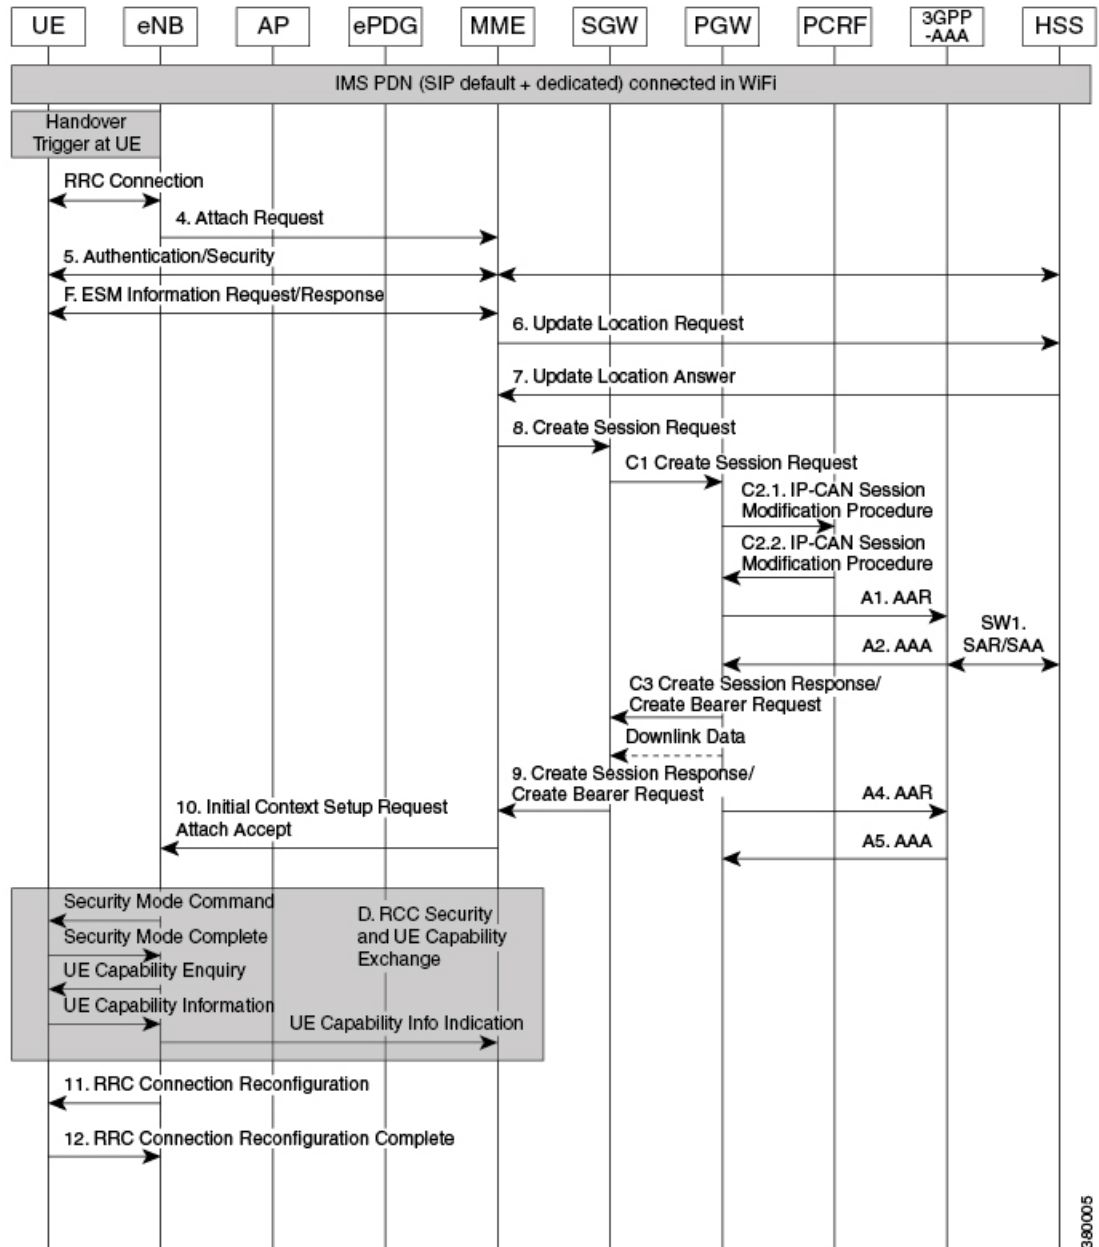 UE eNB AP ePDG MME SGW PGW PCRF 3GPP HSS
-AAA
IMS PDN (SIP default + dedicated) connected in WiFi
Handover
Trigger at UE
RRC Connection
4. Attach Request
5. Authentication/Security
F. ESM Information Request/Response
6. Update Location Request
7. Update Location Answer
8. Create Session Request
C1 Create Session Request
C2.1. IP-CAN Session
Modification Procedure
C2.2. IP-CAN Session
Modification Procedure
A1. AAR
SW1.
A2. AAA SAR/SAA
C3 Create Session Response/
Create Bearer Request
Downlink Data
9. Create Session Response/
Create Bearer Request
A4. AAR
10. Initial Context Setup Request
Attach Accept
A5. AAA
Security Mode Command
D. RCC Security
and UE Capability
Exchange
Security Mode Complete
UE Capability Enquiry
UE Capability Information
UE Capability Info Indication
11. RRC Connection Reconfiguration
12. RRC Connection Reconfiguration Complete
380005